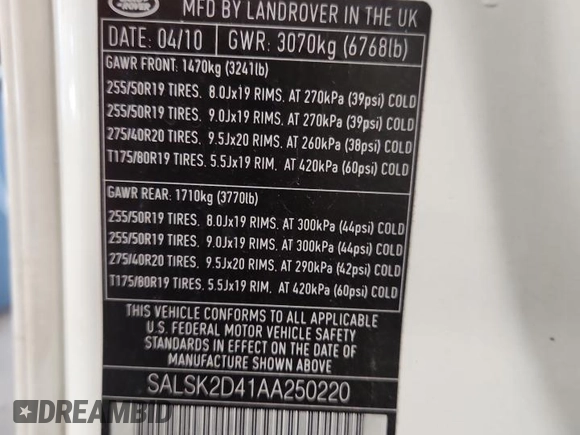 LAND-
ROVER
MFD BY LANDROVER IN THE UK
DATE: 04/10 GWR: 3070kg (6768lb)
GAWR FRONT: 1470kg (3241lb)
255/50R19 TIRES, 8.0Jx19 RIMS, AT 270kPa (39psi) COLD
255/50R19 TIRES, 9.0Jx19 RIMS, AT 270kPa (39psi) COLD
275/40R20 TIRES, 9.5Jx20 RIMS, AT 260kPa (38psi) COLD
T175/80R19 TIRES, 5.5Jx19 RIM, AT 420kPa (60psi) COLD
GAWR REAR: 1710kg (3770lb)
255/50R19 TIRES, 8.0Jx19 RIMS, AT 300kPa (44psi) COLD
255/50R19 TIRES, 9.0Jx19 RIMS, AT 300kPa (44psi) COLD
275/40R20 TIRES, 9.5Jx20 RIMS, AT 290kPa (42psi) COLD
T175/80R19 TIRES, 5.5Jx19 RIM, AT 420kPa (60psi) COLD
THIS VEHICLE CONFORMS TO ALL APPLICABLE
U.S. FEDERAL MOTOR VEHICLE SAFETY
STANDARDS IN EFFECT ON THE DATE OF
MANUFACTURE SHOWN ABOVE
SALSK2D41AA250220
DREAMBID